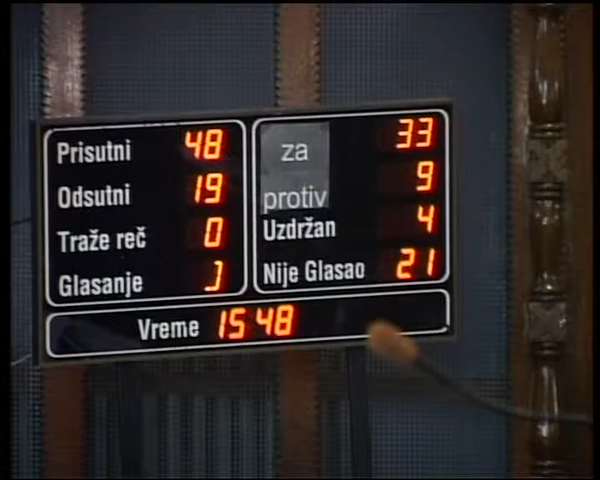 Prisutni 48
Odsutni 19
Traže reč 0
Glasanje
za 33
protiv 9
Uzdržan 4
Nije Glasao 21
Vreme 15 48